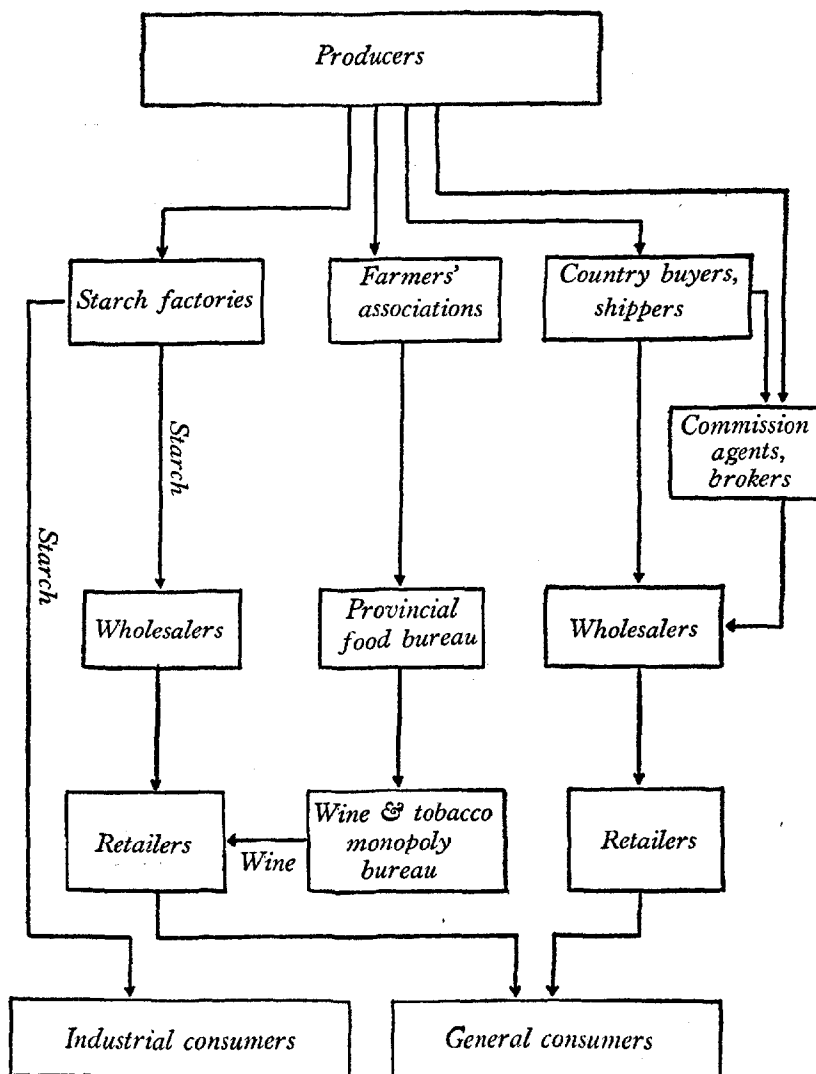 Producers
Starch factories
Farmers'
associations
Country buyers,
shippers
Commission
agents,
brokers
Starch
Starch
Wholesalers
Provincial
food bureau
Wholesalers
Retailers
Wine
Wine & tobacco
monopoly
bureau
Retailers
Industrial consumers
General consumers